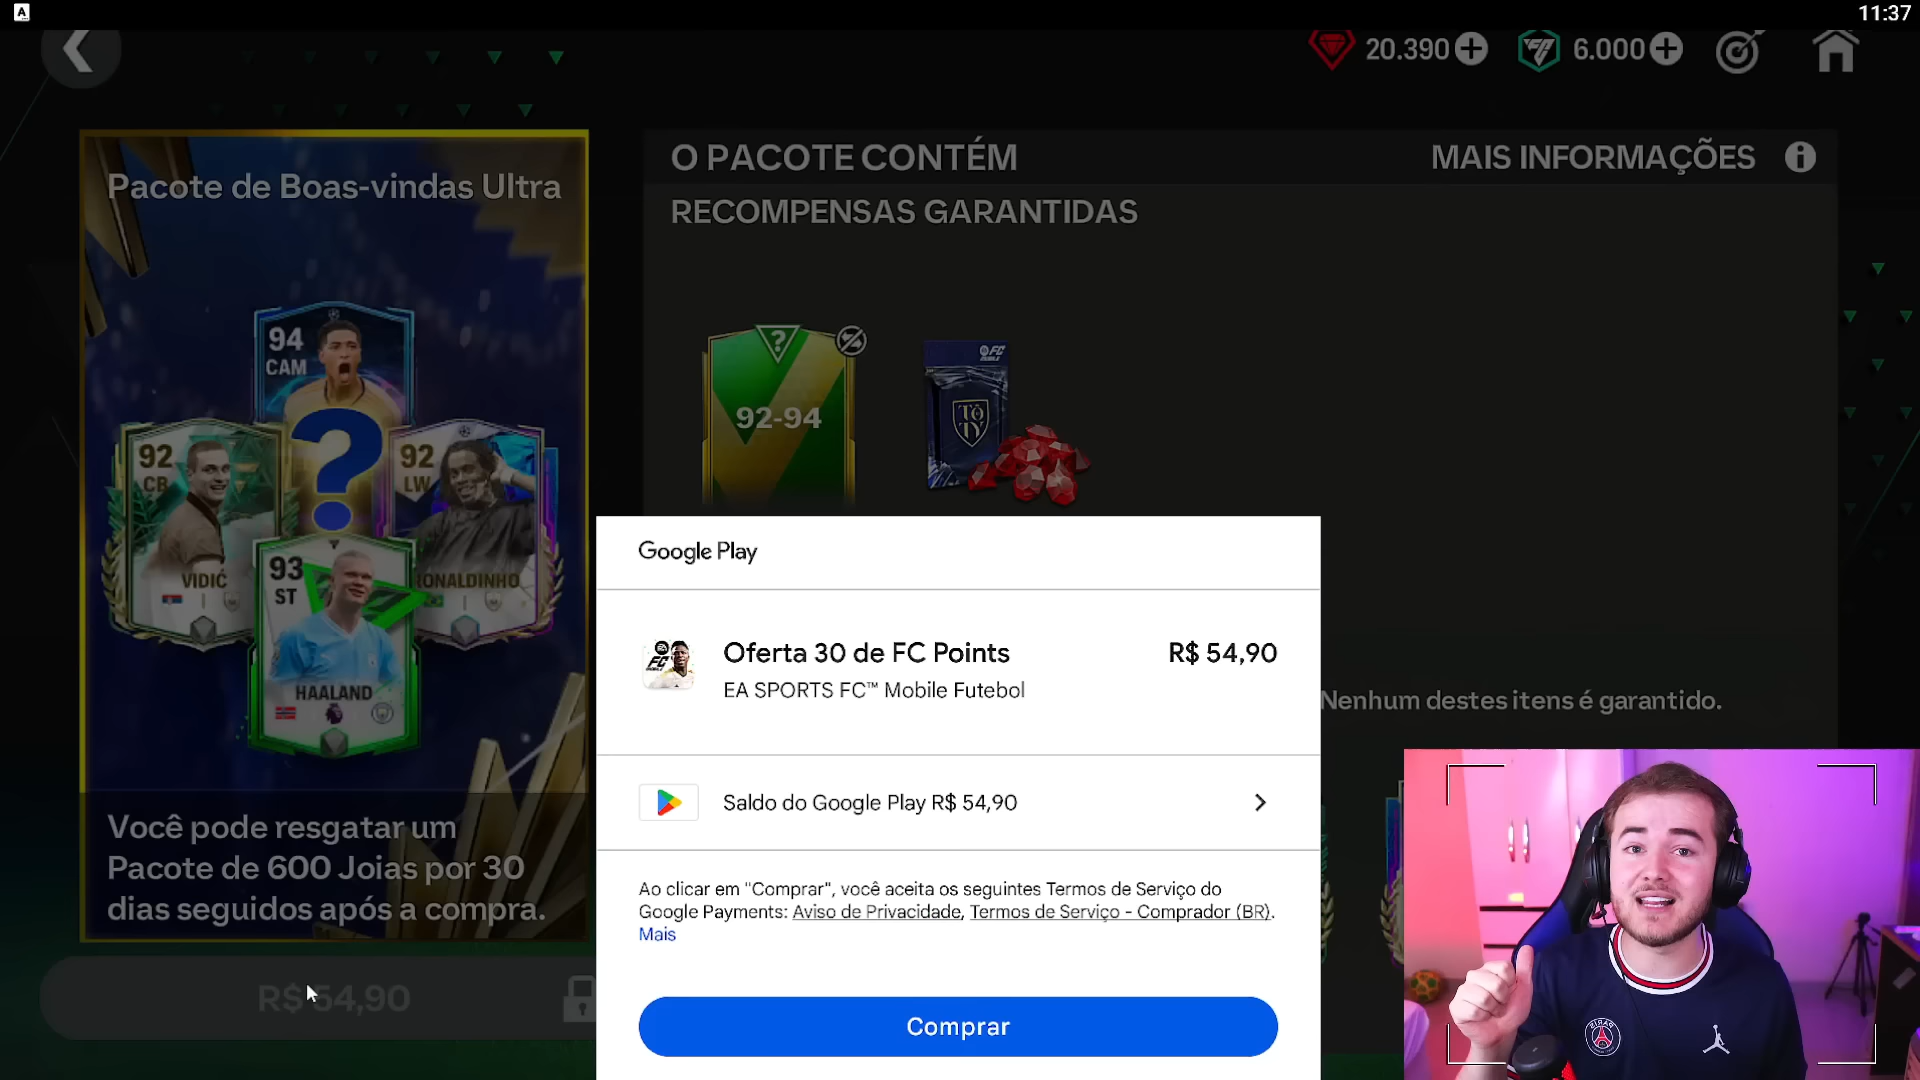 A
11:37
20.390
6.000
Pacote de Boas-vindas Ultra
O PACOTE CONTÉM
MAIS INFORMAÇÕES
RECOMPENSAS GARANTIDAS
94
CAM
?
92-94
FC
MOBILE
TOTY
92
CB
?
92
LW
VIDIĆ
RONALDINHO
93
ST
HAALAND
Google Play
Oferta 30 de FC Points
R$ 54,90
EA SPORTS FC™ Mobile Futebol
Nenhum destes itens é garantido.
Saldo do Google Play R$ 54,90
Você pode resgatar um
Pacote de 600 Joias por 30
dias seguidos após a compra.
Ao clicar em "Comprar", você aceita os seguintes Termos de Serviço do
Google Payments: Aviso de Privacidade, Termos de Serviço - Comprador (BR).
Mais
R$ 54,90
Comprar